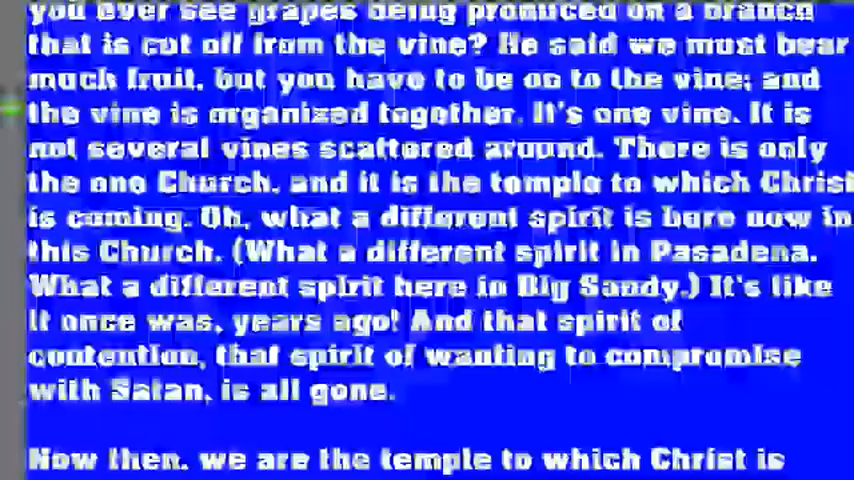 you ever see grapes being produced on a branch
that is cut off from the vine? He said we must bear
much fruit, but you have to be on to the vine; and
the vine is organized together. It's one vine. It is
not several vines scattered around. There is only
the one Church, and it is the temple to which Christ
is coming. Oh, what a different spirit is here now in
this Church. (What a different spirit in Pasadena.
What a different spirit here in Big Sandy.) It's like
it once was, years ago! And that spirit of
contention, that spirit of wanting to compromise
with Satan, is all gone.
Now then, we are the temple to which Christ is